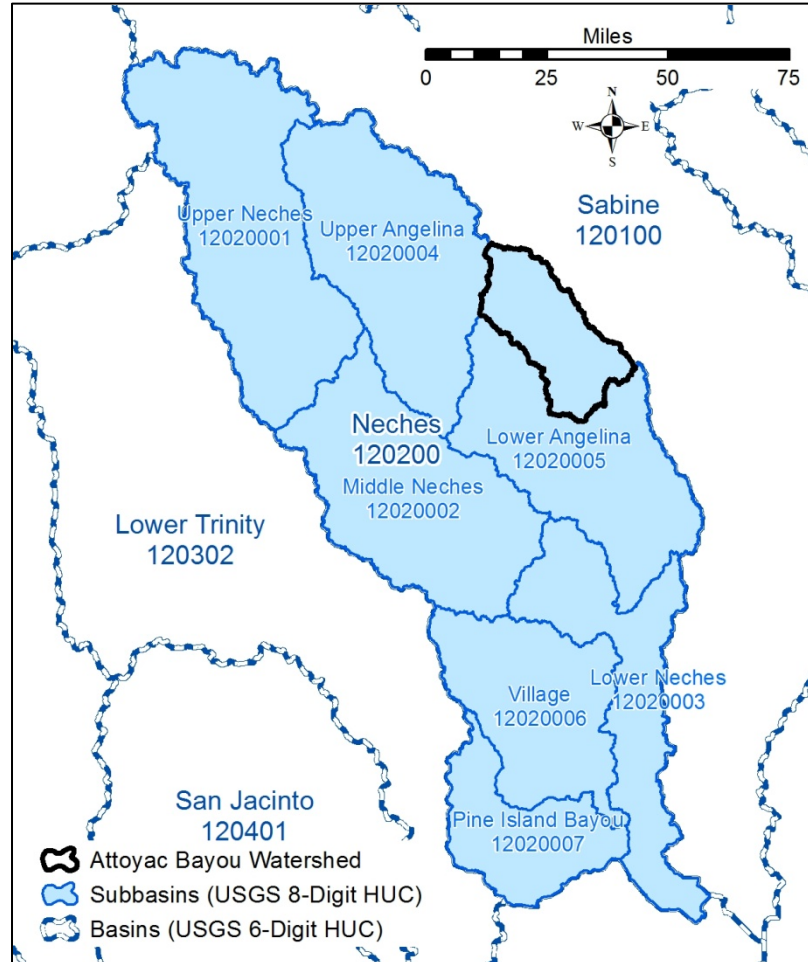 Miles
0 25 50 75
N
W E
S
Sabine
120100
Upper Neches
12020001
Upper Angelina
12020004
Neches
120200
Lower Angelina
12020005
Middle Neches
12020002
Lower Trinity
120302
Lower Neches
12020003
Village
12020006
San Jacinto
120401
Pine Island Bayou
12020007
Attoyac Bayou Watershed
Subbasins (USGS 8-Digit HUC)
Basins (USGS 6-Digit HUC)